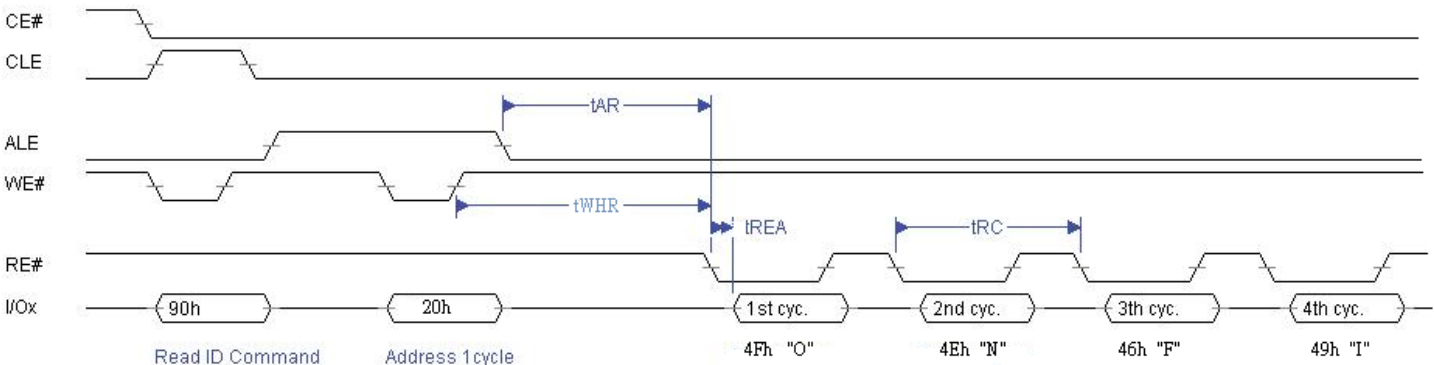 CE#
CLE
tAR
ALE
WE#
tWHR
tREA
tRC
RE#
I/Ox
90h
20h
1st cyc.
2nd cyc.
3th cyc.
4th cyc.
Read ID Command
Address 1cycle
4Fh "O"
4Eh "N"
46h "F"
49h "I"